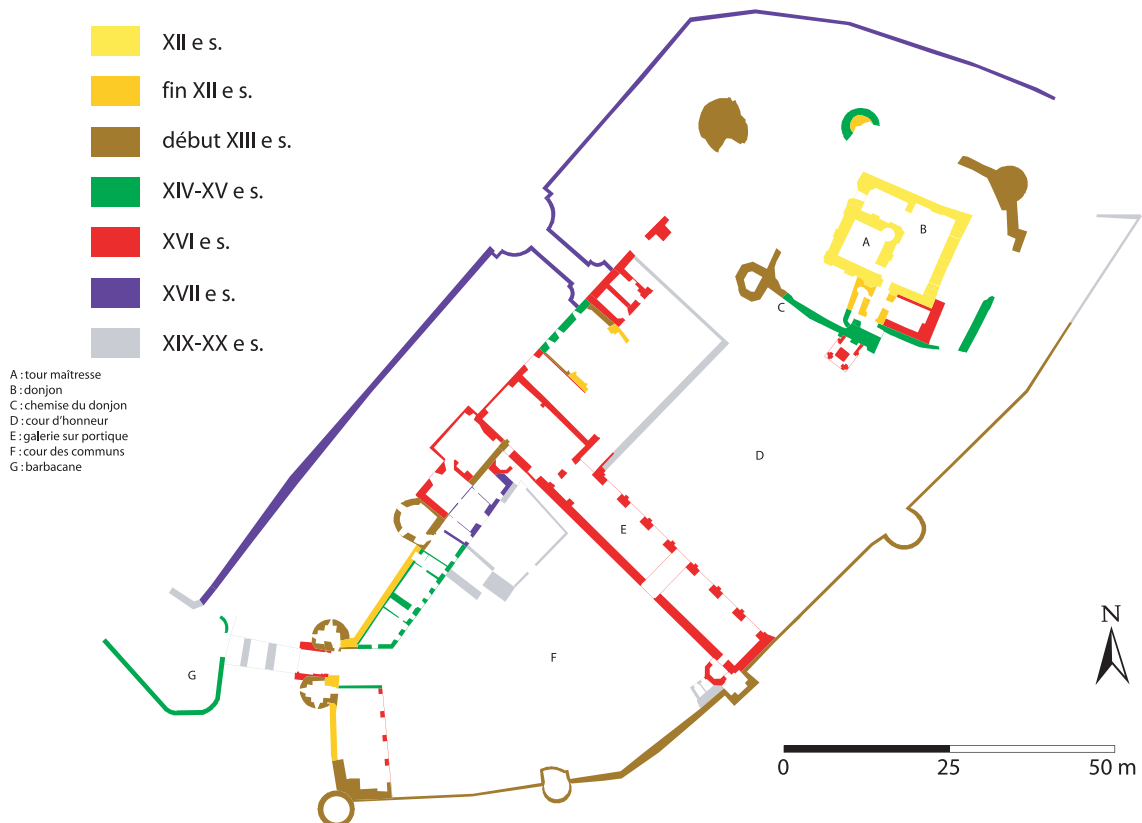 XII e s.
fin XII e s.
début XIII e s.
XIV-XV e s.
XVI e s.
XVII e s.
XIX-XX e s.
A : tour maîtresse
B : donjon
C : chemise du donjon
D : cour d'honneur
E : galerie sur portique
F : cour des communs
G : barbacane
A
B
C
D
E
F
G
N
0 25 50 m